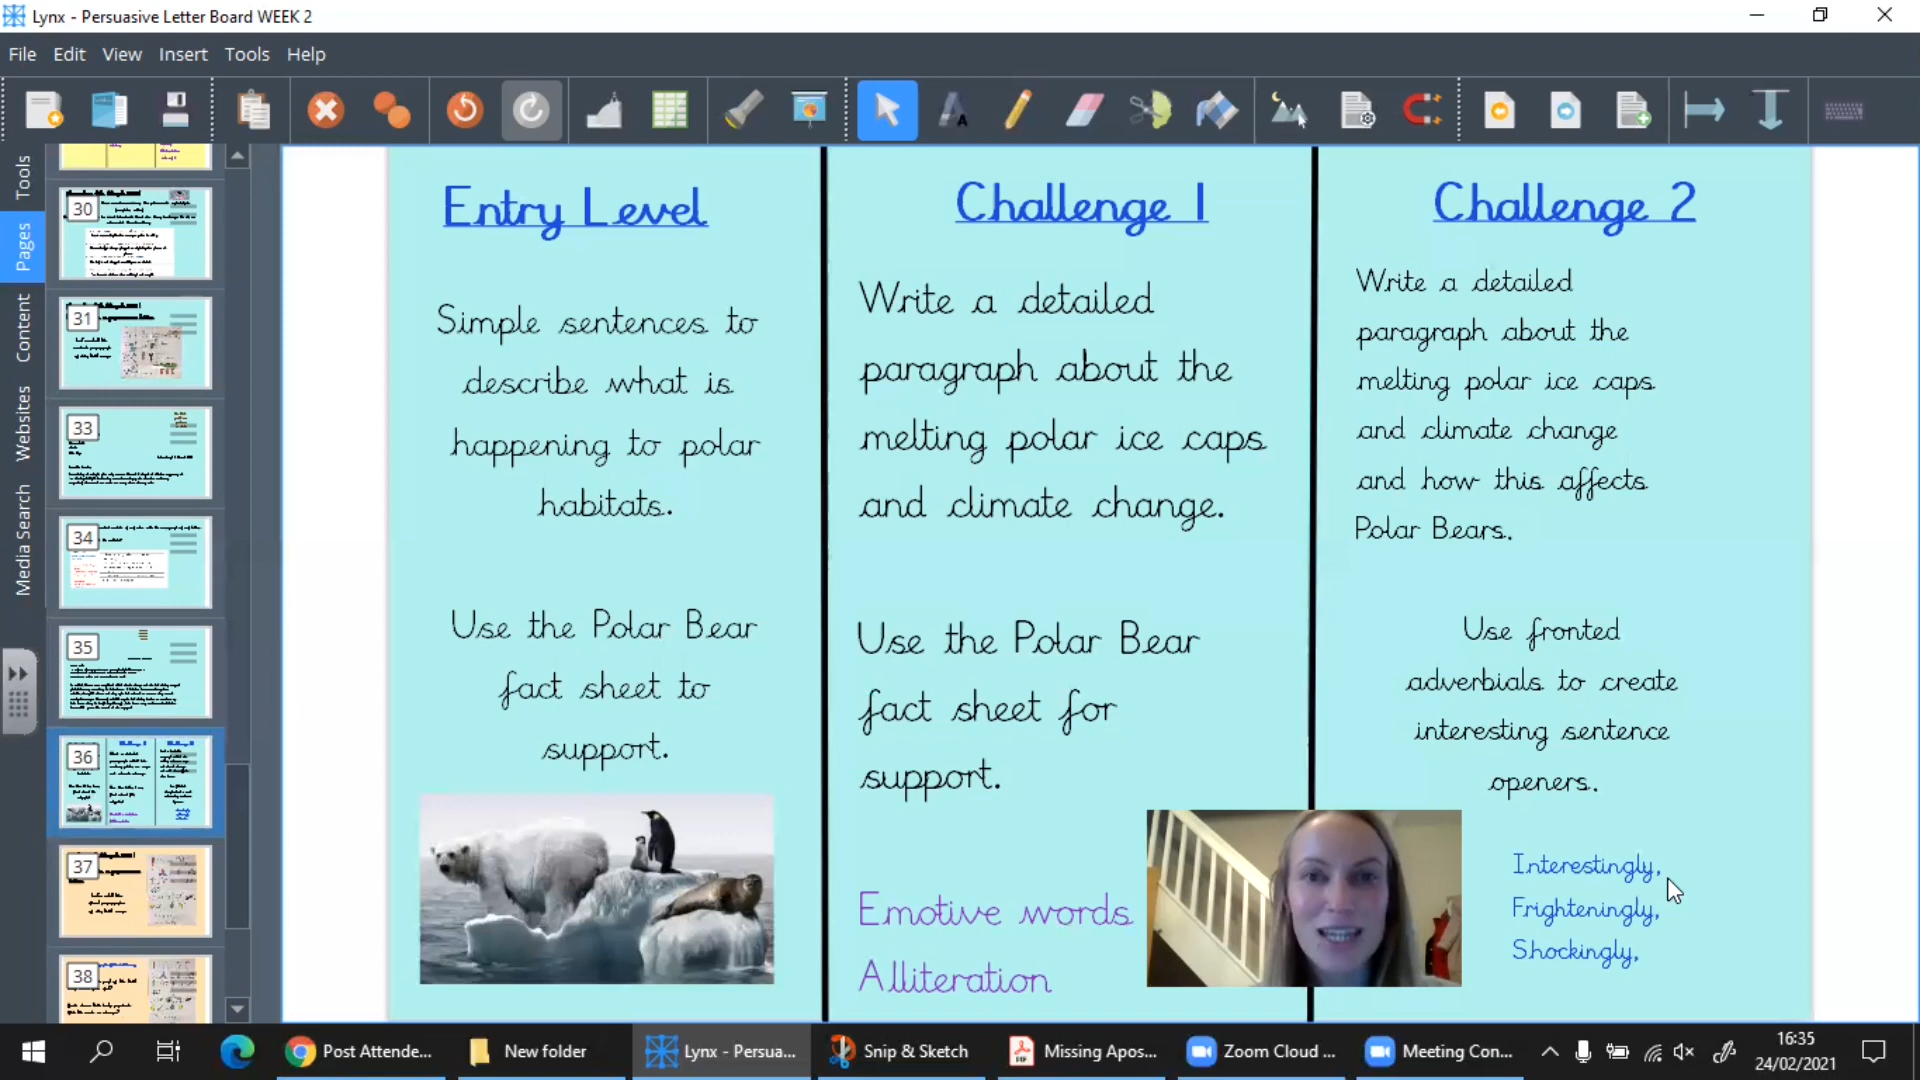 Lynx - Persuasive Letter Board WEEK 2
File Edit View Insert Tools Help
Tools
Pages
Content
Websites
Media Search
30
31
33
34
35
36
37
38
Entry Level
Simple sentences to
describe what is
happening to polar
habitats.
Use the Polar Bear
fact sheet to
support.
Challenge 1
Write a detailed
paragraph about the
melting polar ice caps
and climate change.
Use the Polar Bear
fact sheet for
support.
Emotive words
Alliteration
Challenge 2
Write a detailed
paragraph about the
melting polar ice caps
and climate change
and how this affects
Polar Bears.
Use fronted
adverbials to create
interesting sentence
openers.
Interestingly,
Frighteningly,
Shockingly,
Post Attende...
New folder
Lynx - Persua...
Snip & Sketch
Missing Apos...
Zoom Cloud ...
Meeting Con...
16:35
24/02/2021